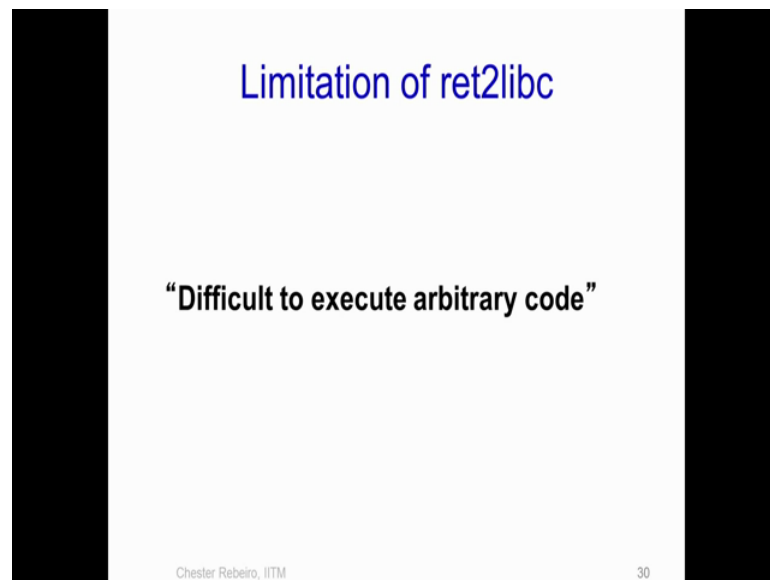 Limitation of ret2libc
“Difficult to execute arbitrary code”
Chester Rebeiro, IITM
30